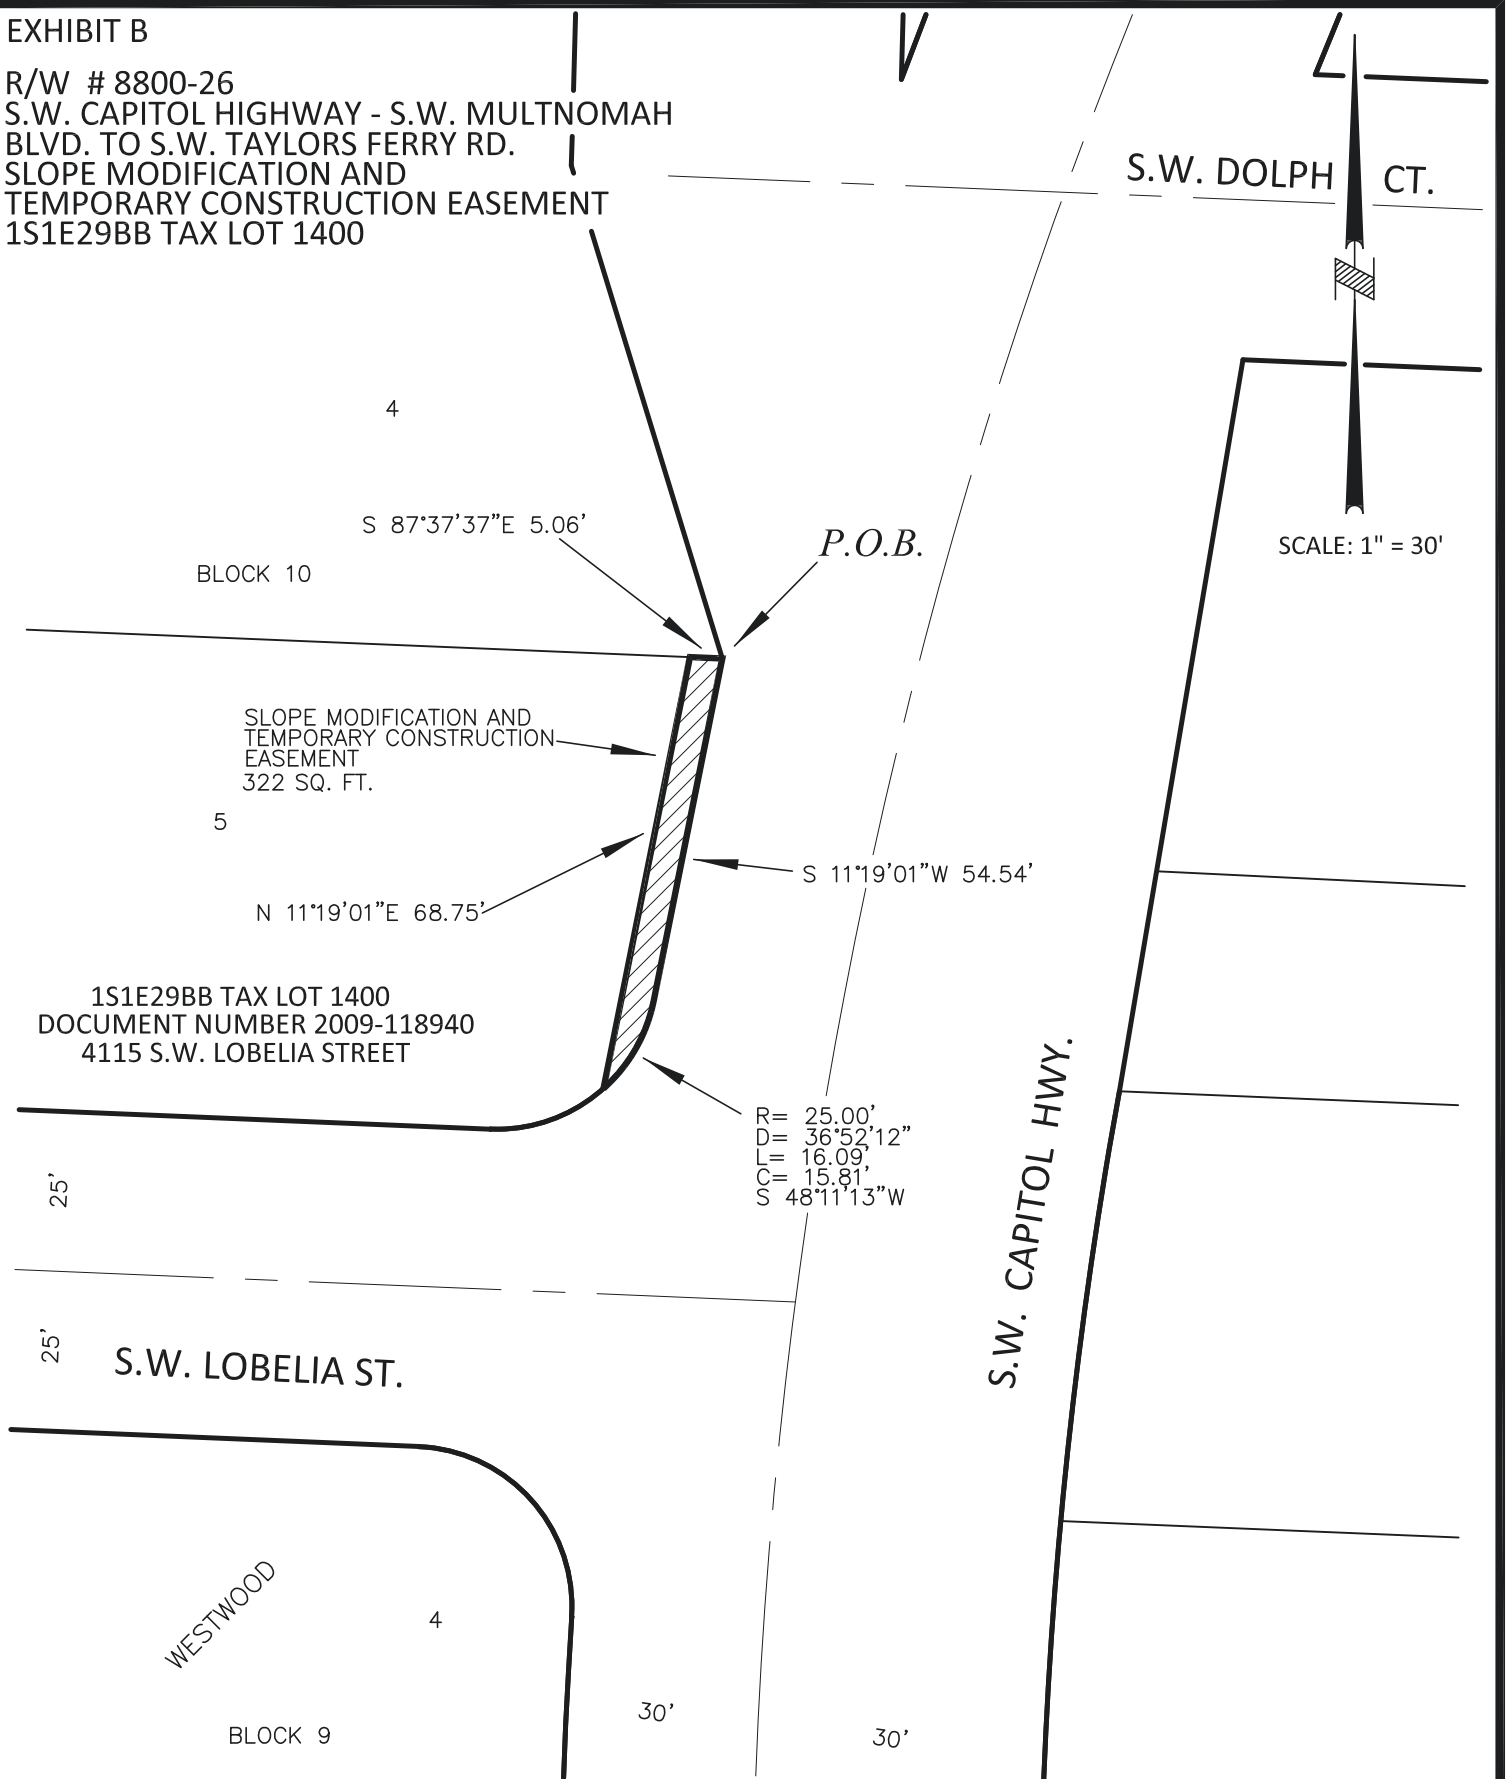 EXHIBIT B
R/W # 8800-26
S.W. CAPITOL HIGHWAY - S.W. MULTNOMAH
BLVD. TO S.W. TAYLORS FERRY RD.
SLOPE MODIFICATION AND
TEMPORARY CONSTRUCTION EASEMENT
1S1E29BB TAX LOT 1400
S.W. DOLPH CT.
4
S 87°37'37"E 5.06'
P.O.B.
SCALE: 1" = 30'
BLOCK 10
SLOPE MODIFICATION AND
TEMPORARY CONSTRUCTION
EASEMENT
322 SQ. FT.
5
S 11°19'01"W 54.54'
N 11°19'01"E 68.75'
1S1E29BB TAX LOT 1400
DOCUMENT NUMBER 2009-118940
4115 S.W. LOBELIA STREET
R= 25.00'
D= 36°52'12"
L= 16.09'
C= 15.81'
S 48°11'13"W
S.W. CAPITOL HWY.
25'
25'
S.W. LOBELIA ST.
WESTWOOD
4
30'
30'
BLOCK 9